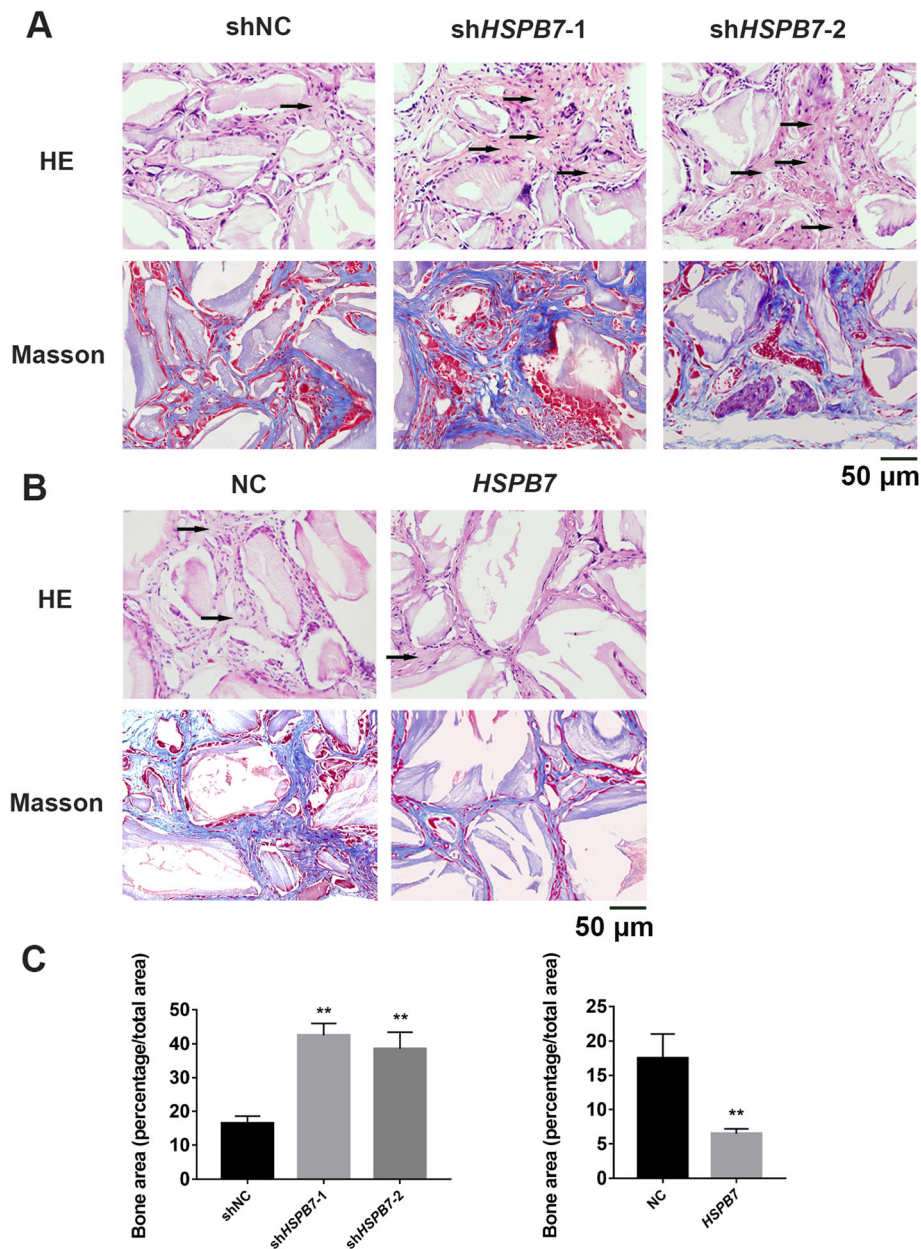 A
shNC
shHSPB7-1
shHSPB7-2
HE
Masson
50 μm
B
NC
HSPB7
HE
Masson
50 μm
C
Bone area (percentage/total area)
50
40
30
20
10
0
**
**
shNC
shHSPB7-1
shHSPB7-2
Bone area (percentage/total area)
25
20
15
10
5
0
**
NC
HSPB7